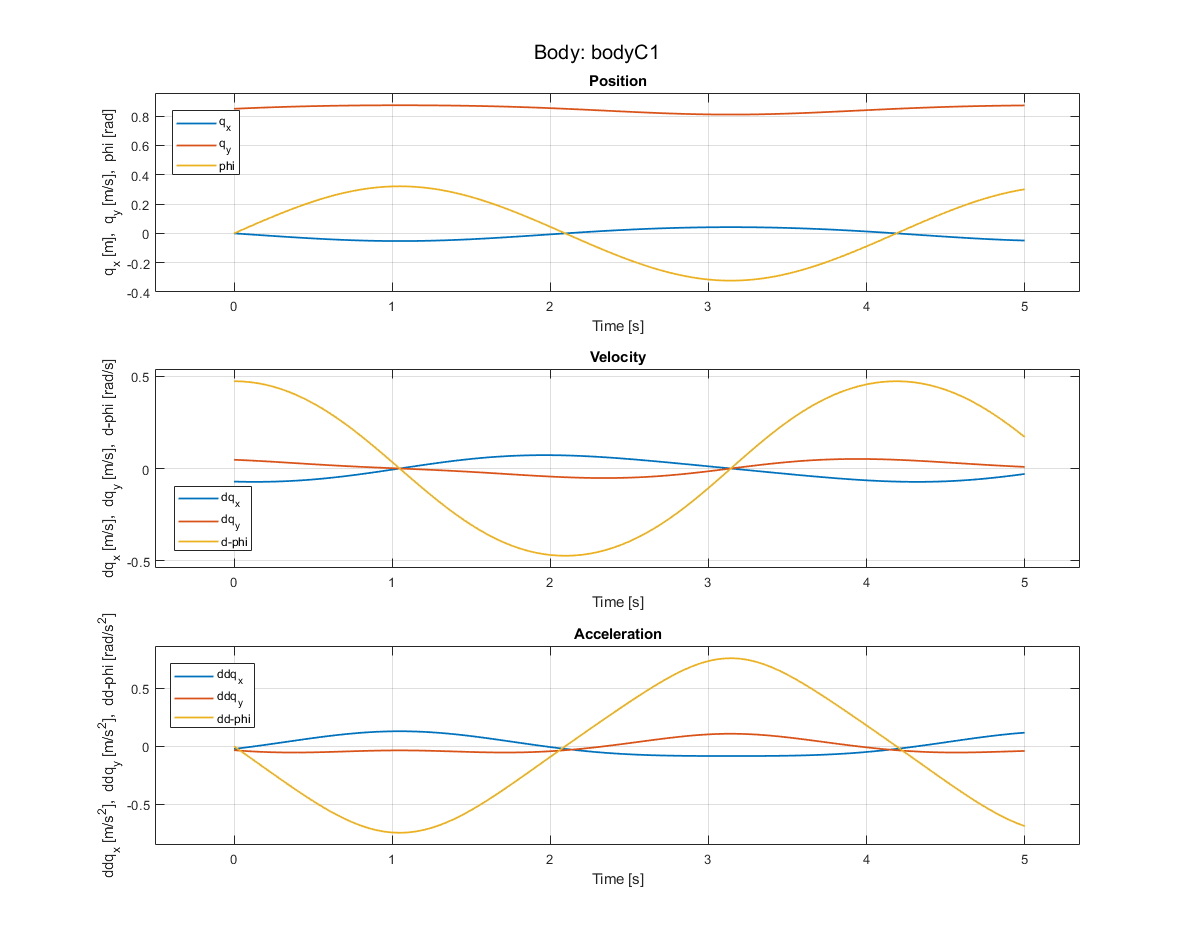 Body: bodyC1
Position
q_x [m], q_y [m/s], phi [rad]
0.8
0.6
0.4
0.2
0
-0.2
-0.4
q_x
q_y
phi
0 1 2 3 4 5
Time [s]
Velocity
dq_x [m/s], dq_y [m/s], d-phi [rad/s]
0.5
0
-0.5
dq_x
dq_y
d-phi
0 1 2 3 4 5
Time [s]
Acceleration
ddq_x [m/s²], ddq_y [m/s²], dd-phi [rad/s²]
0.5
0
-0.5
ddq_x
ddq_y
dd-phi
0 1 2 3 4 5
Time [s]